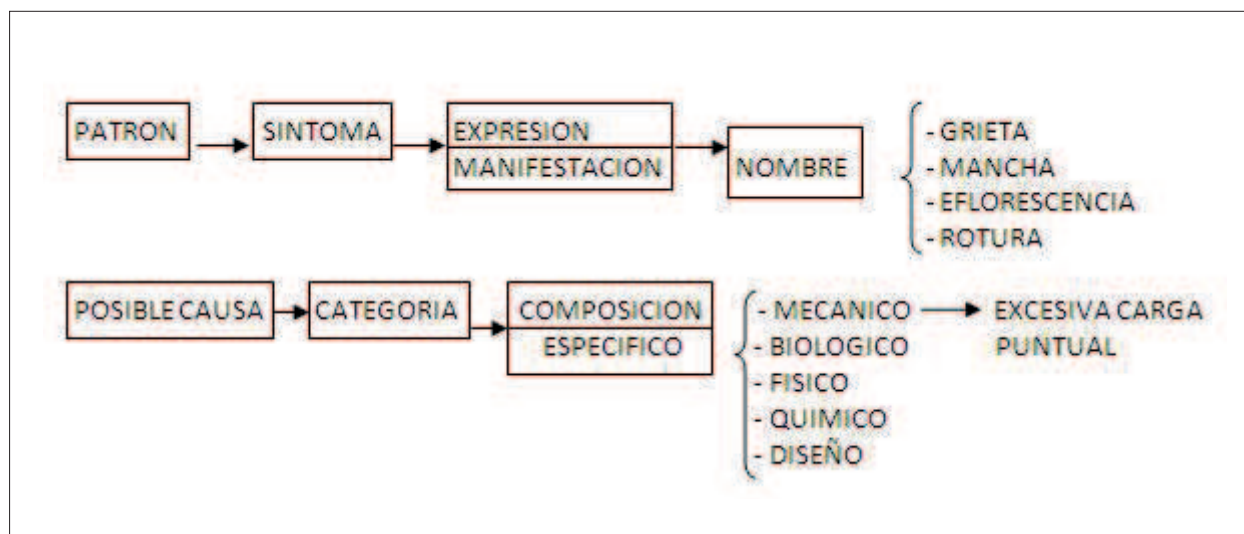 PATRON
SINTOMA
EXPRESION
MANIFESTACION
NOMBRE
- GRIETA
- MANCHA
- EFLORESCENCIA
- ROTURA
POSIBLE CAUSA
CATEGORIA
COMPOSICION
ESPECIFICO
- MECANICO
- BIOLOGICO
- FISICO
- QUIMICO
- DISEÑO
EXCESIVA CARGA
PUNTUAL